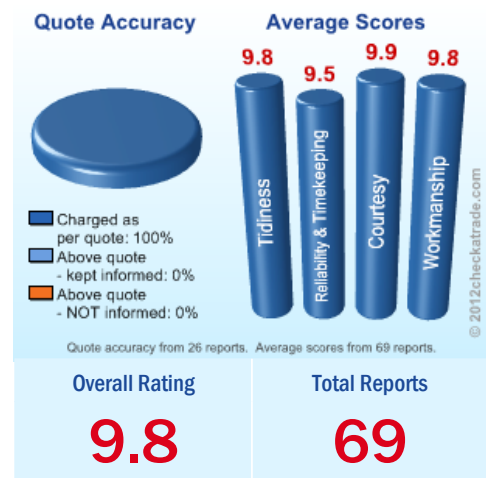 Quote Accuracy
Charged as
per quote: 100%
Above quote
- kept informed: 0%
Above quote
- NOT informed: 0%
Average Scores
9.8
9.5
9.9
9.8
Tidiness
Reliability & Timekeeping
Courtesy
Workmanship
© 2012checkatrade.com
Quote accuracy from 26 reports. Average scores from 69 reports.
Overall Rating
9.8
Total Reports
69